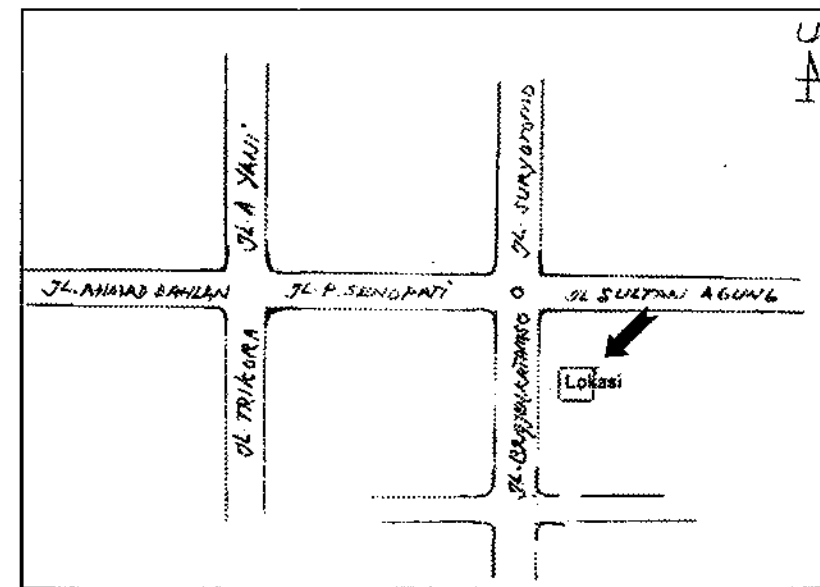 U
JL. A YANI
JL. SURYOTOMO
JL. AHMAD DAHLAN
JL. P. SENOPATI
JL SULTAN AGUNG
JL TRIKORA
JL. BRIGJEN KATAMSO
Lokasi